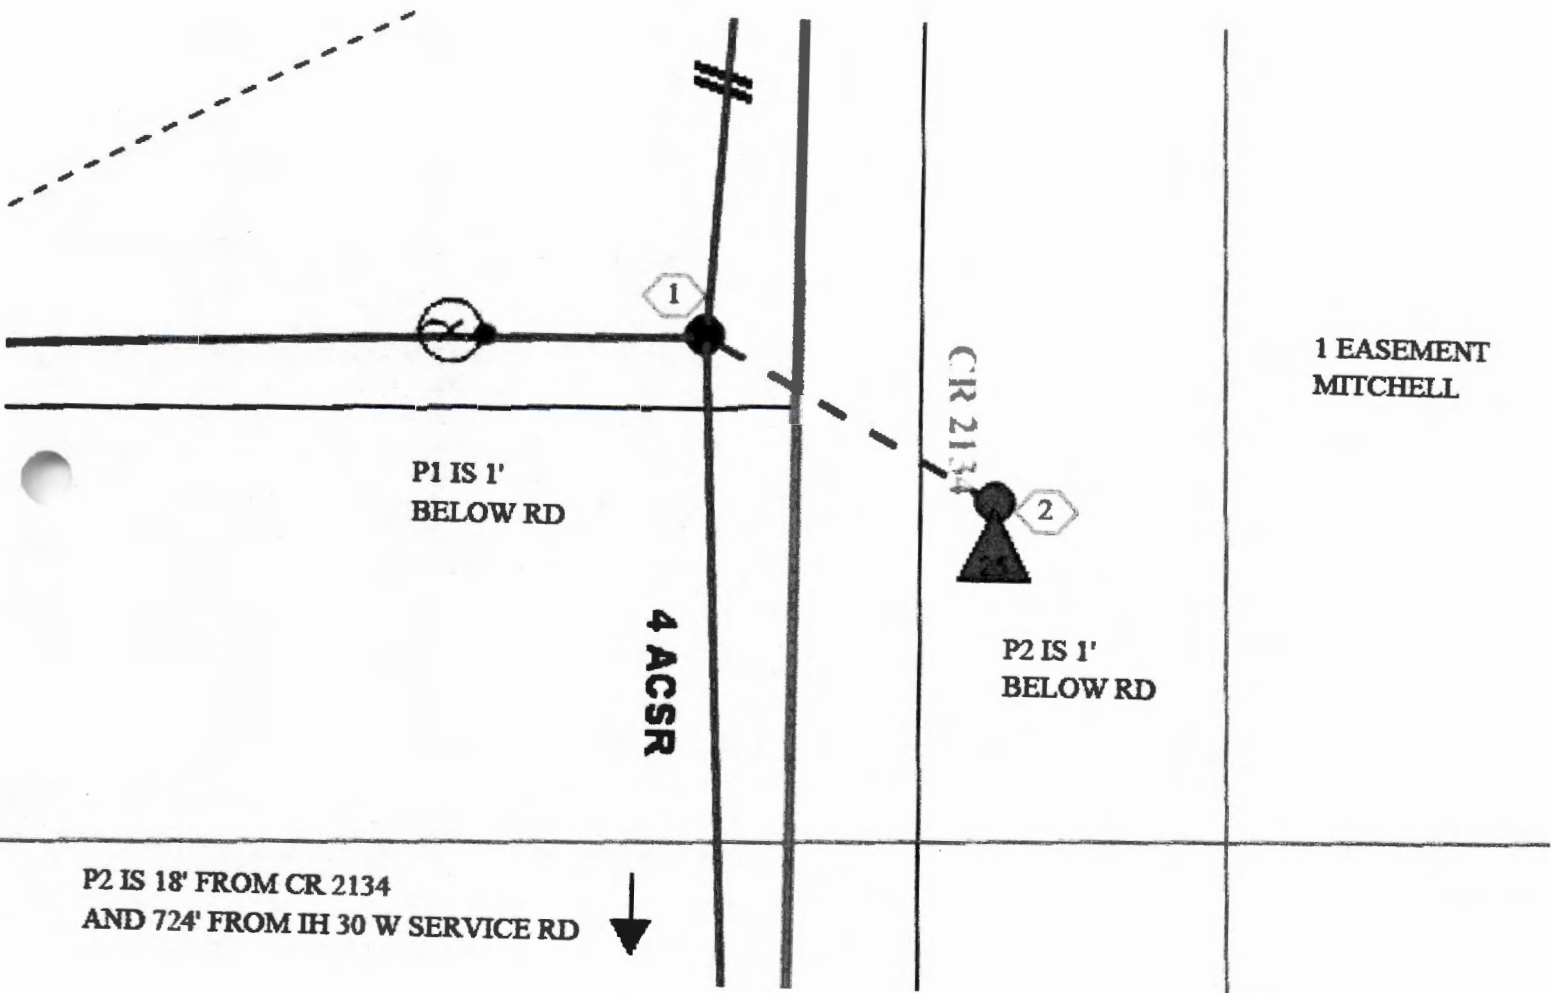 1
R
CR 2134
1 EASEMENT
MITCHELL
P1 IS 1'
BELOW RD
2
4 ACSR
P2 IS 1'
BELOW RD
P2 IS 18' FROM CR 2134
AND 724' FROM IH 30 W SERVICE RD